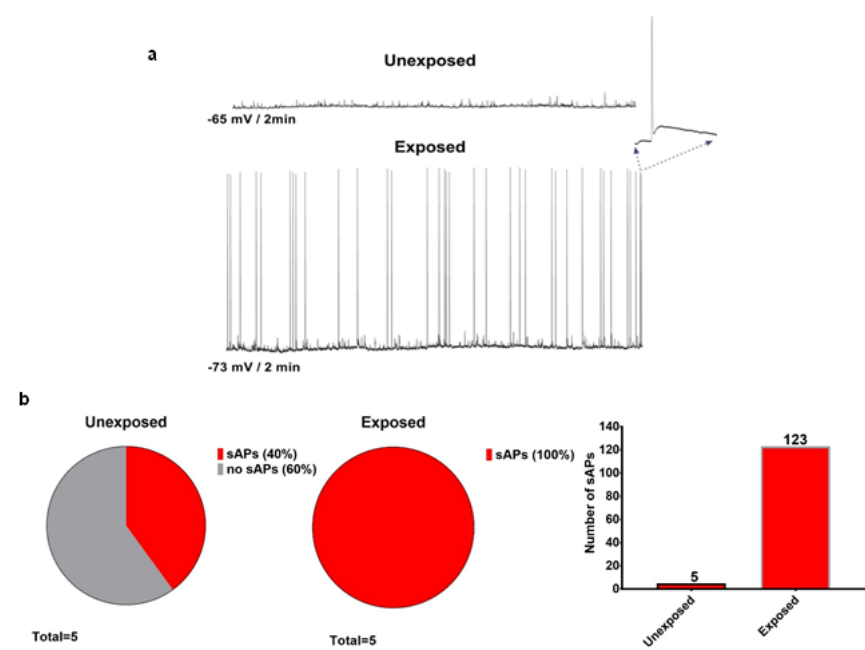 a
Unexposed
-65 mV / 2min
Exposed
-73 mV / 2 min
b
Unexposed
sAPs (40%)
no sAPs (60%)
Total=5
Exposed
sAPs (100%)
Total=5
Number of sAPs
140
120
100
80
60
40
20
0
5
123
Unexposed
Exposed